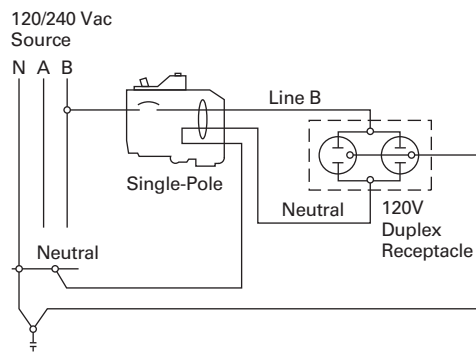 120/240 Vac
Source
N A B
Line B
Single-Pole
Neutral
120V
Duplex
Receptacle
Neutral